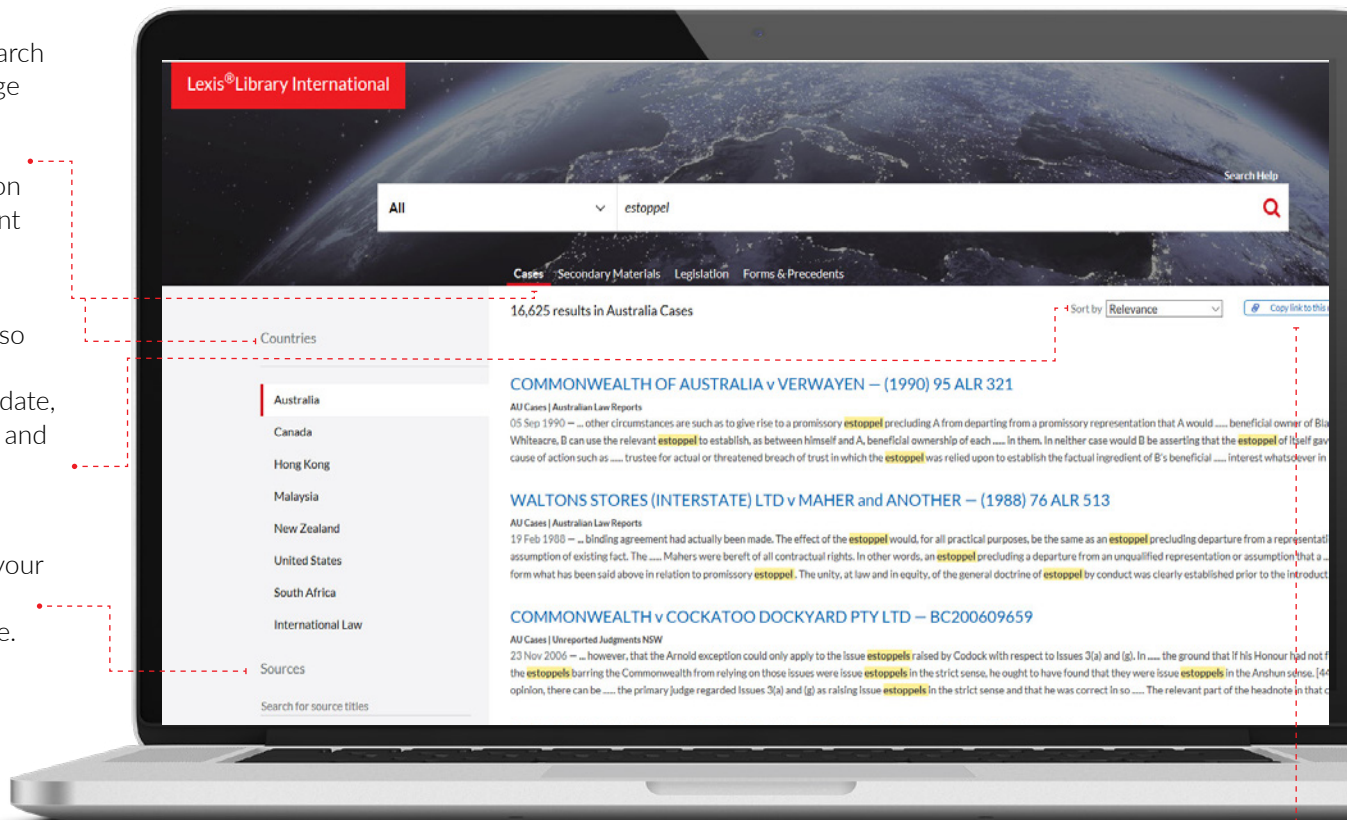 arch
ge
on
nt
so
date,
and
your
e.
Lexis®Library International
Search Help
All
estoppel
Cases Secondary Materials Legislation Forms & Precedents
16,625 results in Australia Cases
Sort by Relevance
Copy link to this
Countries
Australia
Canada
Hong Kong
Malaysia
New Zealand
United States
South Africa
International Law
Sources
Search for source titles
COMMONWEALTH OF AUSTRALIA v VERWAYEN — (1990) 95 ALR 321
AU Cases | Australian Law Reports
05 Sep 1990 — ... other circumstances are such as to give rise to a promissory estoppel precluding A from departing from a promissory representation that A would ..... beneficial owner of Bla
Whiteacre, B can use the relevant estoppel to establish, as between himself and A, beneficial ownership of each ..... in them. In neither case would B be asserting that the estoppel of itself gav
cause of action such as ..... trustee for actual or threatened breach of trust in which the estoppel was relied upon to establish the factual ingredient of B's beneficial ..... interest whatsoever in
WALTONS STORES (INTERSTATE) LTD v MAHER and ANOTHER — (1988) 76 ALR 513
AU Cases | Australian Law Reports
19 Feb 1988 — ... binding agreement had actually been made. The effect of the estoppel would, for all practical purposes, be the same as an estoppel precluding departure from a representati
assumption of existing fact. The ..... Mahers were bereft of all contractual rights. In other words, an estoppel precluding a departure from an unqualified representation or assumption that a ...
form what has been said above in relation to promissory estoppel . The unity, at law and in equity, of the general doctrine of estoppel by conduct was clearly established prior to the introduct
COMMONWEALTH v COCKATOO DOCKYARD PTY LTD — BC200609659
AU Cases | Unreported Judgments NSW
23 Nov 2006 — ... however, that the Arnold exception could only apply to the issue estoppels raised by Codock with respect to Issues 3(a) and (g). In ..... the ground that if his Honour had not f
the estoppels barring the Commonwealth from relying on those issues were issue estoppels in the strict sense, he ought to have found that they were issue estoppels in the Anshun sense. [44
opinion, there can be ..... the primary judge regarded Issues 3(a) and (g) as raising issue estoppels in the strict sense and that he was correct in so ..... The relevant part of the headnote in that c